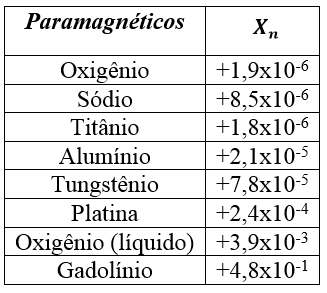 Paramagnéticos Xₙ
Oxigênio +1,9x10⁻⁶
Sódio +8,5x10⁻⁶
Titânio +1,8x10⁻⁶
Alumínio +2,1x10⁻⁵
Tungstênio +7,8x10⁻⁵
Platina +2,4x10⁻⁴
Oxigênio (líquido) +3,9x10⁻³
Gadolínio +4,8x10⁻¹